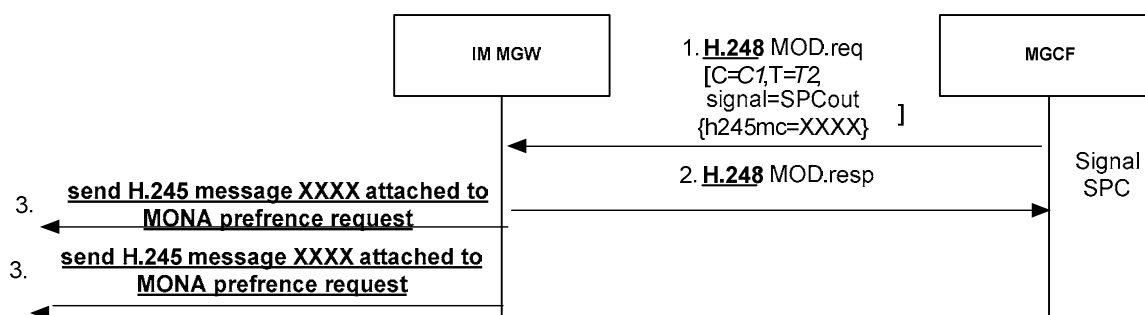 IM MGW
MGCF
1. H.248 MOD.req
[C=C1,T=T2,
signal=SPCout
{h245mc=XXXX}
]
2. H.248 MOD.resp
Signal
SPC
3. send H.245 message XXXX attached to
MONA prefrence request
3. send H.245 message XXXX attached to
MONA prefrence request